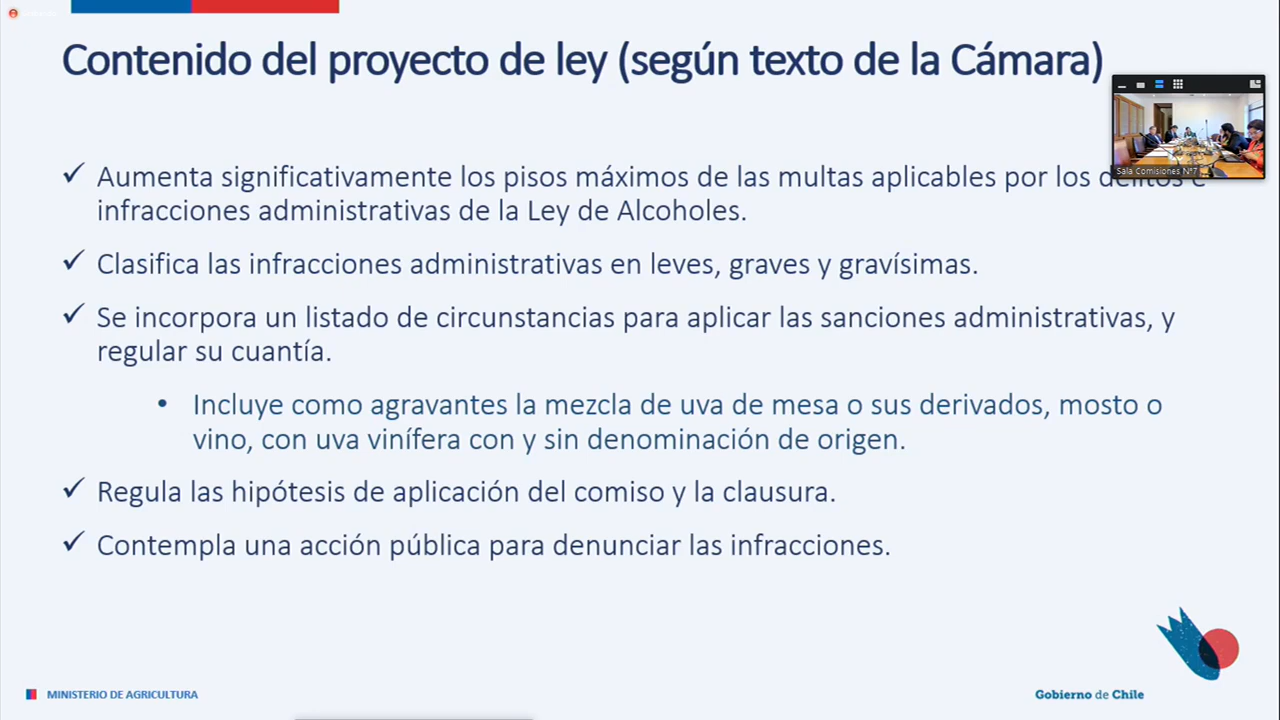 Contenido del proyecto de ley (según texto de la Cámara)
Sala Comisiones N°7
✓ Aumenta significativamente los pisos máximos de las multas aplicables por los delitos e
infracciones administrativas de la Ley de Alcoholes.
✓ Clasifica las infracciones administrativas en leves, graves y gravísimas.
✓ Se incorpora un listado de circunstancias para aplicar las sanciones administrativas, y
regular su cuantía.
• Incluye como agravantes la mezcla de uva de mesa o sus derivados, mosto o
vino, con uva vinífera con y sin denominación de origen.
✓ Regula las hipótesis de aplicación del comiso y la clausura.
✓ Contempla una acción pública para denunciar las infracciones.
MINISTERIO DE AGRICULTURA
Gobierno de Chile